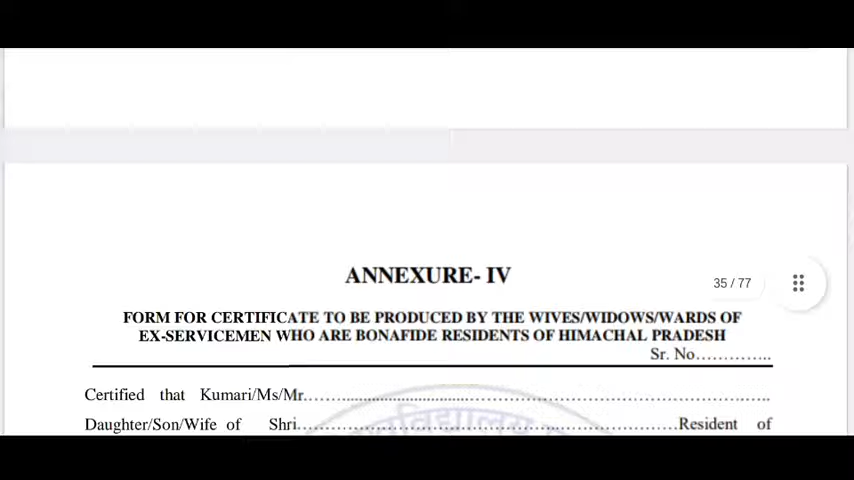 ANNEXURE- IV
35 / 77
FORM FOR CERTIFICATE TO BE PRODUCED BY THE WIVES/WIDOWS/WARDS OF
EX-SERVICEMEN WHO ARE BONAFIDE RESIDENTS OF HIMACHAL PRADESH
Sr. No…………..
Certified that Kumari/Ms/Mr……..................................……………………………………..
Daughter/Son/Wife of Shri………………………………………..……………………Resident of